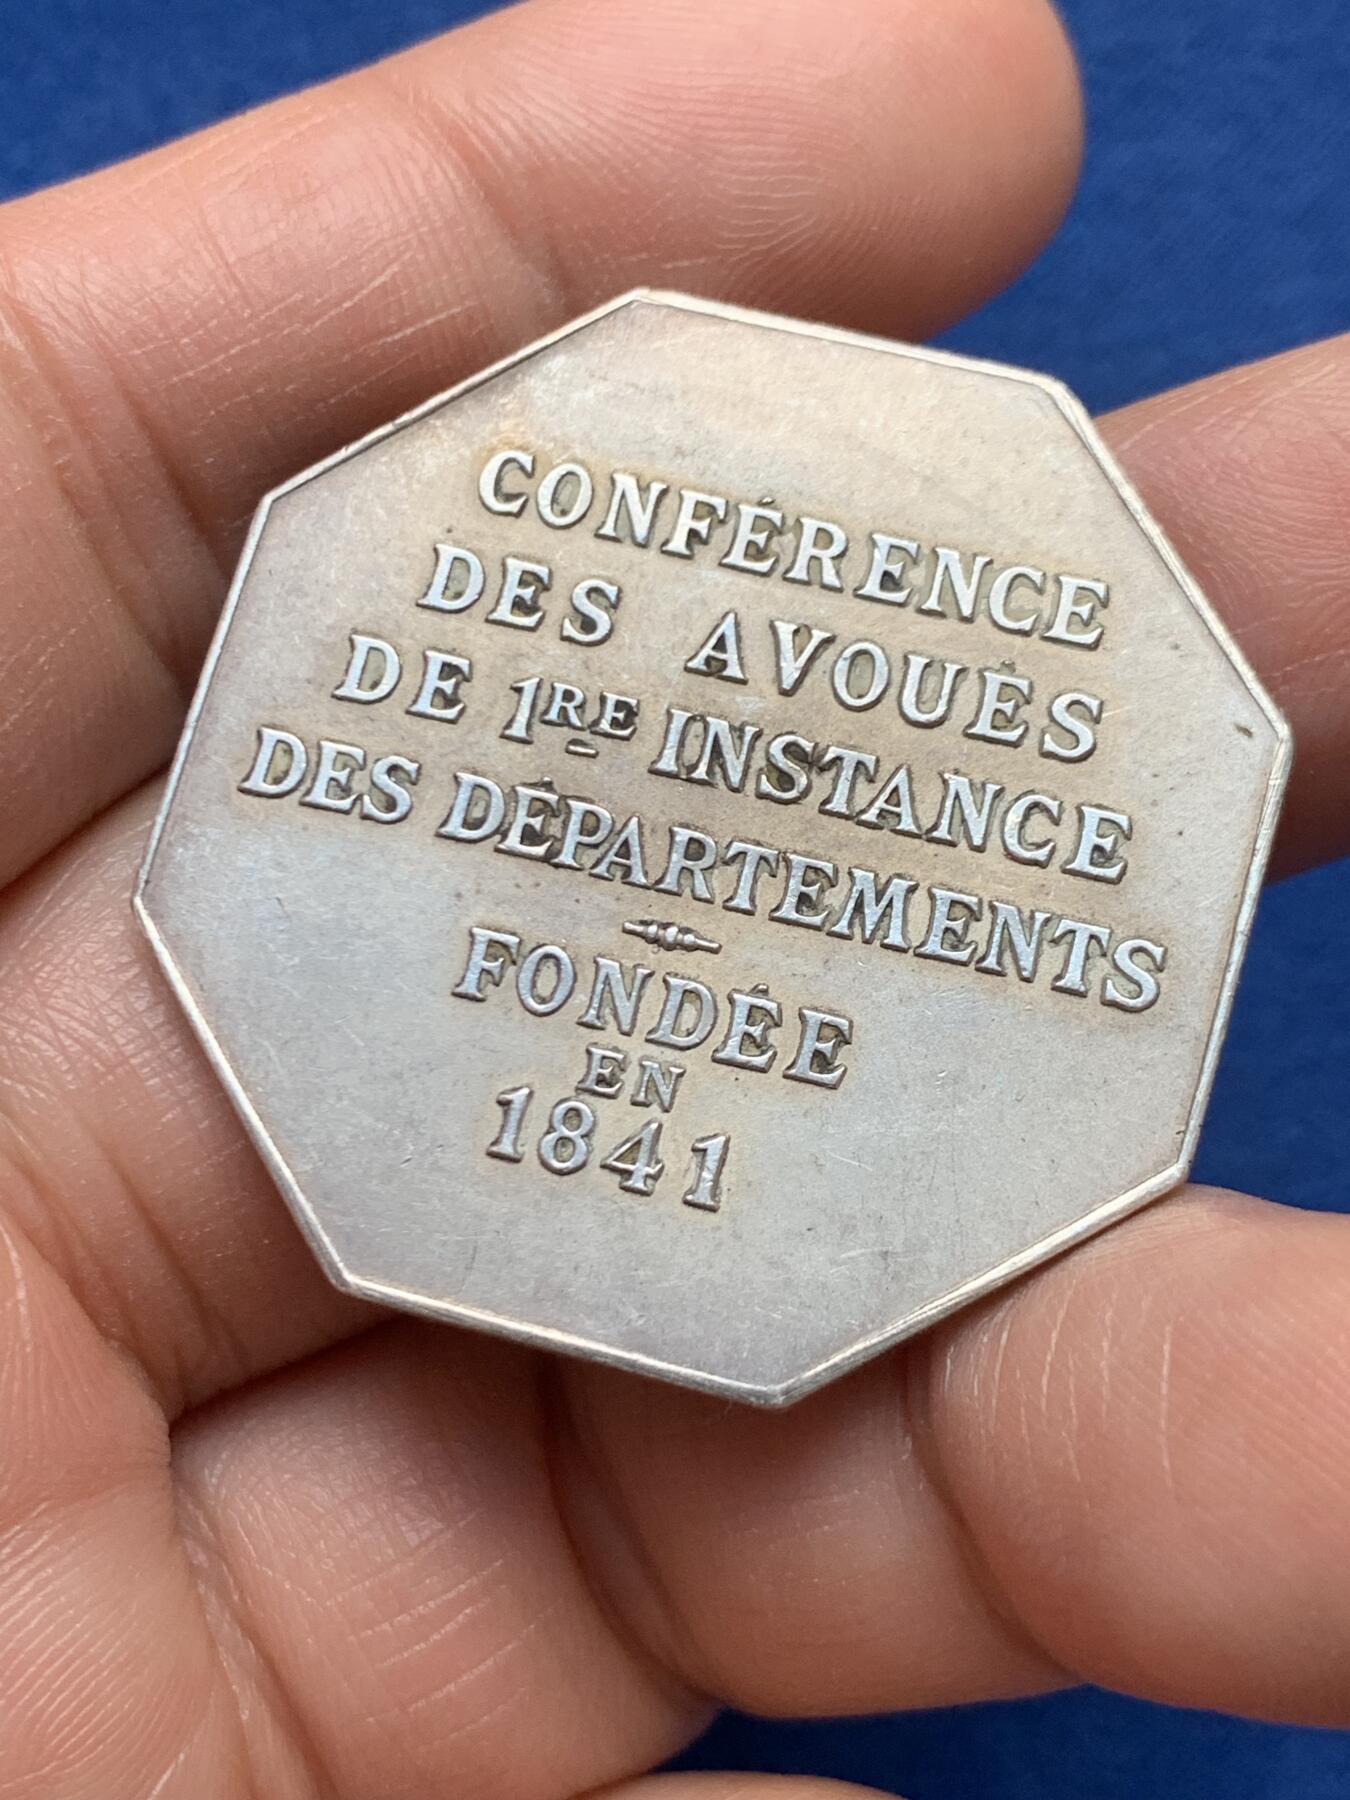 CONFÉRENCE
DES AVOUÉS
DE 1RE INSTANCE
DES DÉPARTEMENTS
FONDÉE
EN
1841